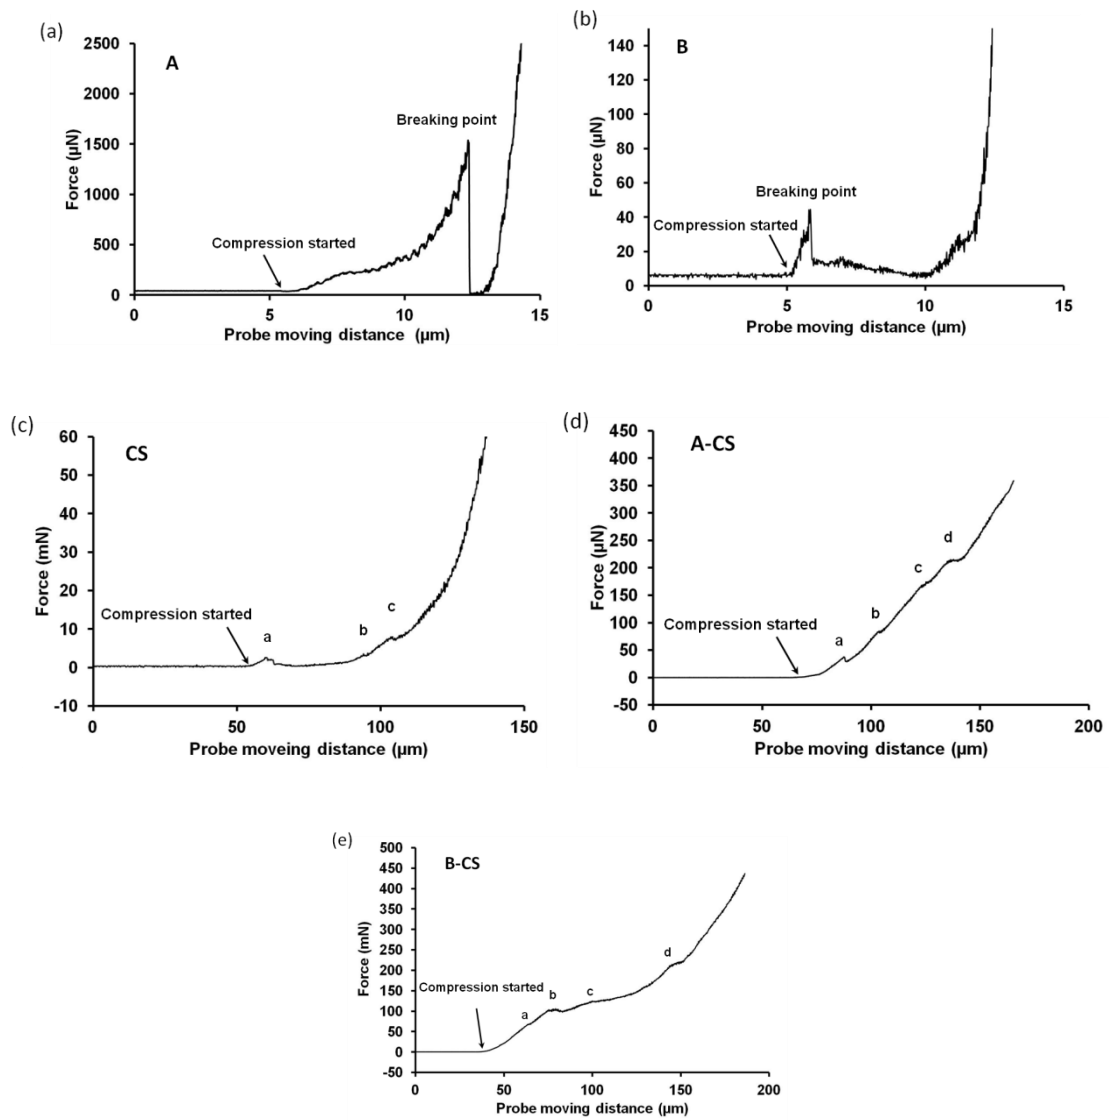 (a)
A
Force (µN)
2500
2000
1500
1000
500
0
Breaking point
Compression started
0 5 10 15
Probe moving distance (µm)
(b)
B
Force (µN)
140
120
100
80
60
40
20
0
Breaking point
Compression started
0 5 10 15
Probe moving distance (µm)
(c)
CS
Force (mN)
60
50
40
30
20
10
0
-10
Compression started
a
b
c
0 50 100 150
Probe moveing distance (µm)
(d)
A-CS
Force (µN)
450
400
350
300
250
200
150
100
50
0
-50
Compression started
a
b
c
d
0 50 100 150 200
Probe moving distance (µm)
(e)
B-CS
Force (mN)
500
450
400
350
300
250
200
150
100
50
0
-50
Compression started
a
b
c
d
0 50 100 150 200
Probe moving distance (µm)